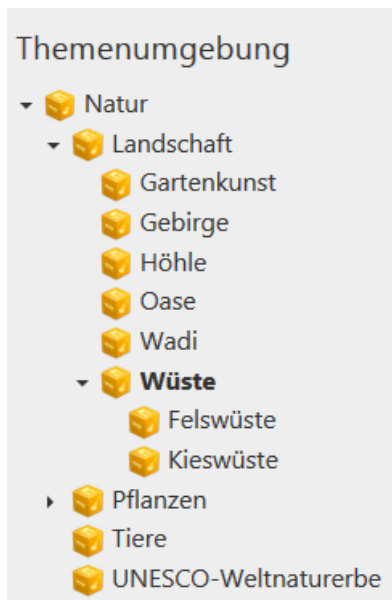 Themenumgebung
Natur
Landschaft
Gartenkunst
Gebirge
Höhle
Oase
Wadi
Wüste
Felswüste
Kieswüste
Pflanzen
Tiere
UNESCO-Weltnaturerbe